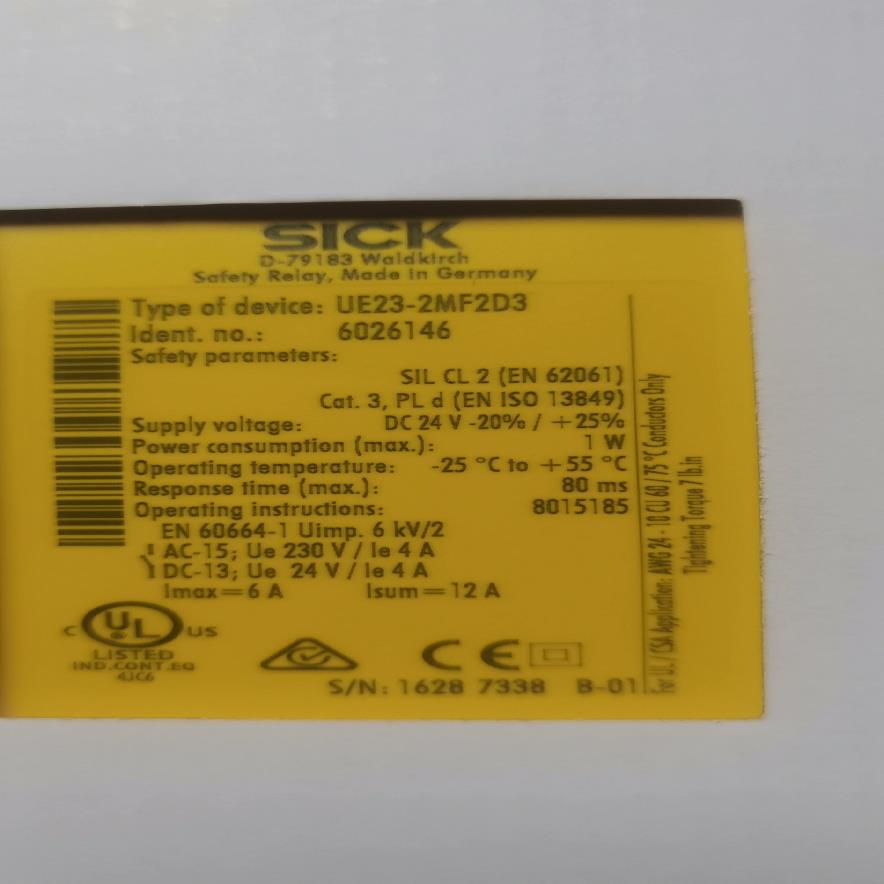 SICK
D-79183 Waldkirch
Safety Relay, Made in Germany
Type of device: UE23-2MF2D3
Ident. no.: 6026146
Safety parameters:
SIL CL 2 (EN 62061)
Cat. 3, PL d (EN ISO 13849)
Supply voltage: DC 24 V -20% / +25%
Power consumption (max.): 1 W
Operating temperature: -25 °C to +55 °C
Response time (max.): 80 ms
Operating instructions: 8015185
EN 60664-1 Uimp. 6 kV/2
AC-15; Ue 230 V / Ie 4 A
DC-13; Ue 24 V / Ie 4 A
Imax=6 A Isum=12 A
C UL ® US
LISTED
IND.CONT.EQ
4JC6
CE
S/N: 1628 7338 B-01
For UL / CSA Application: AWG 24 - 10 CU 60 / 75 °C Conductors Only
Tightening Torque 7 lb.in